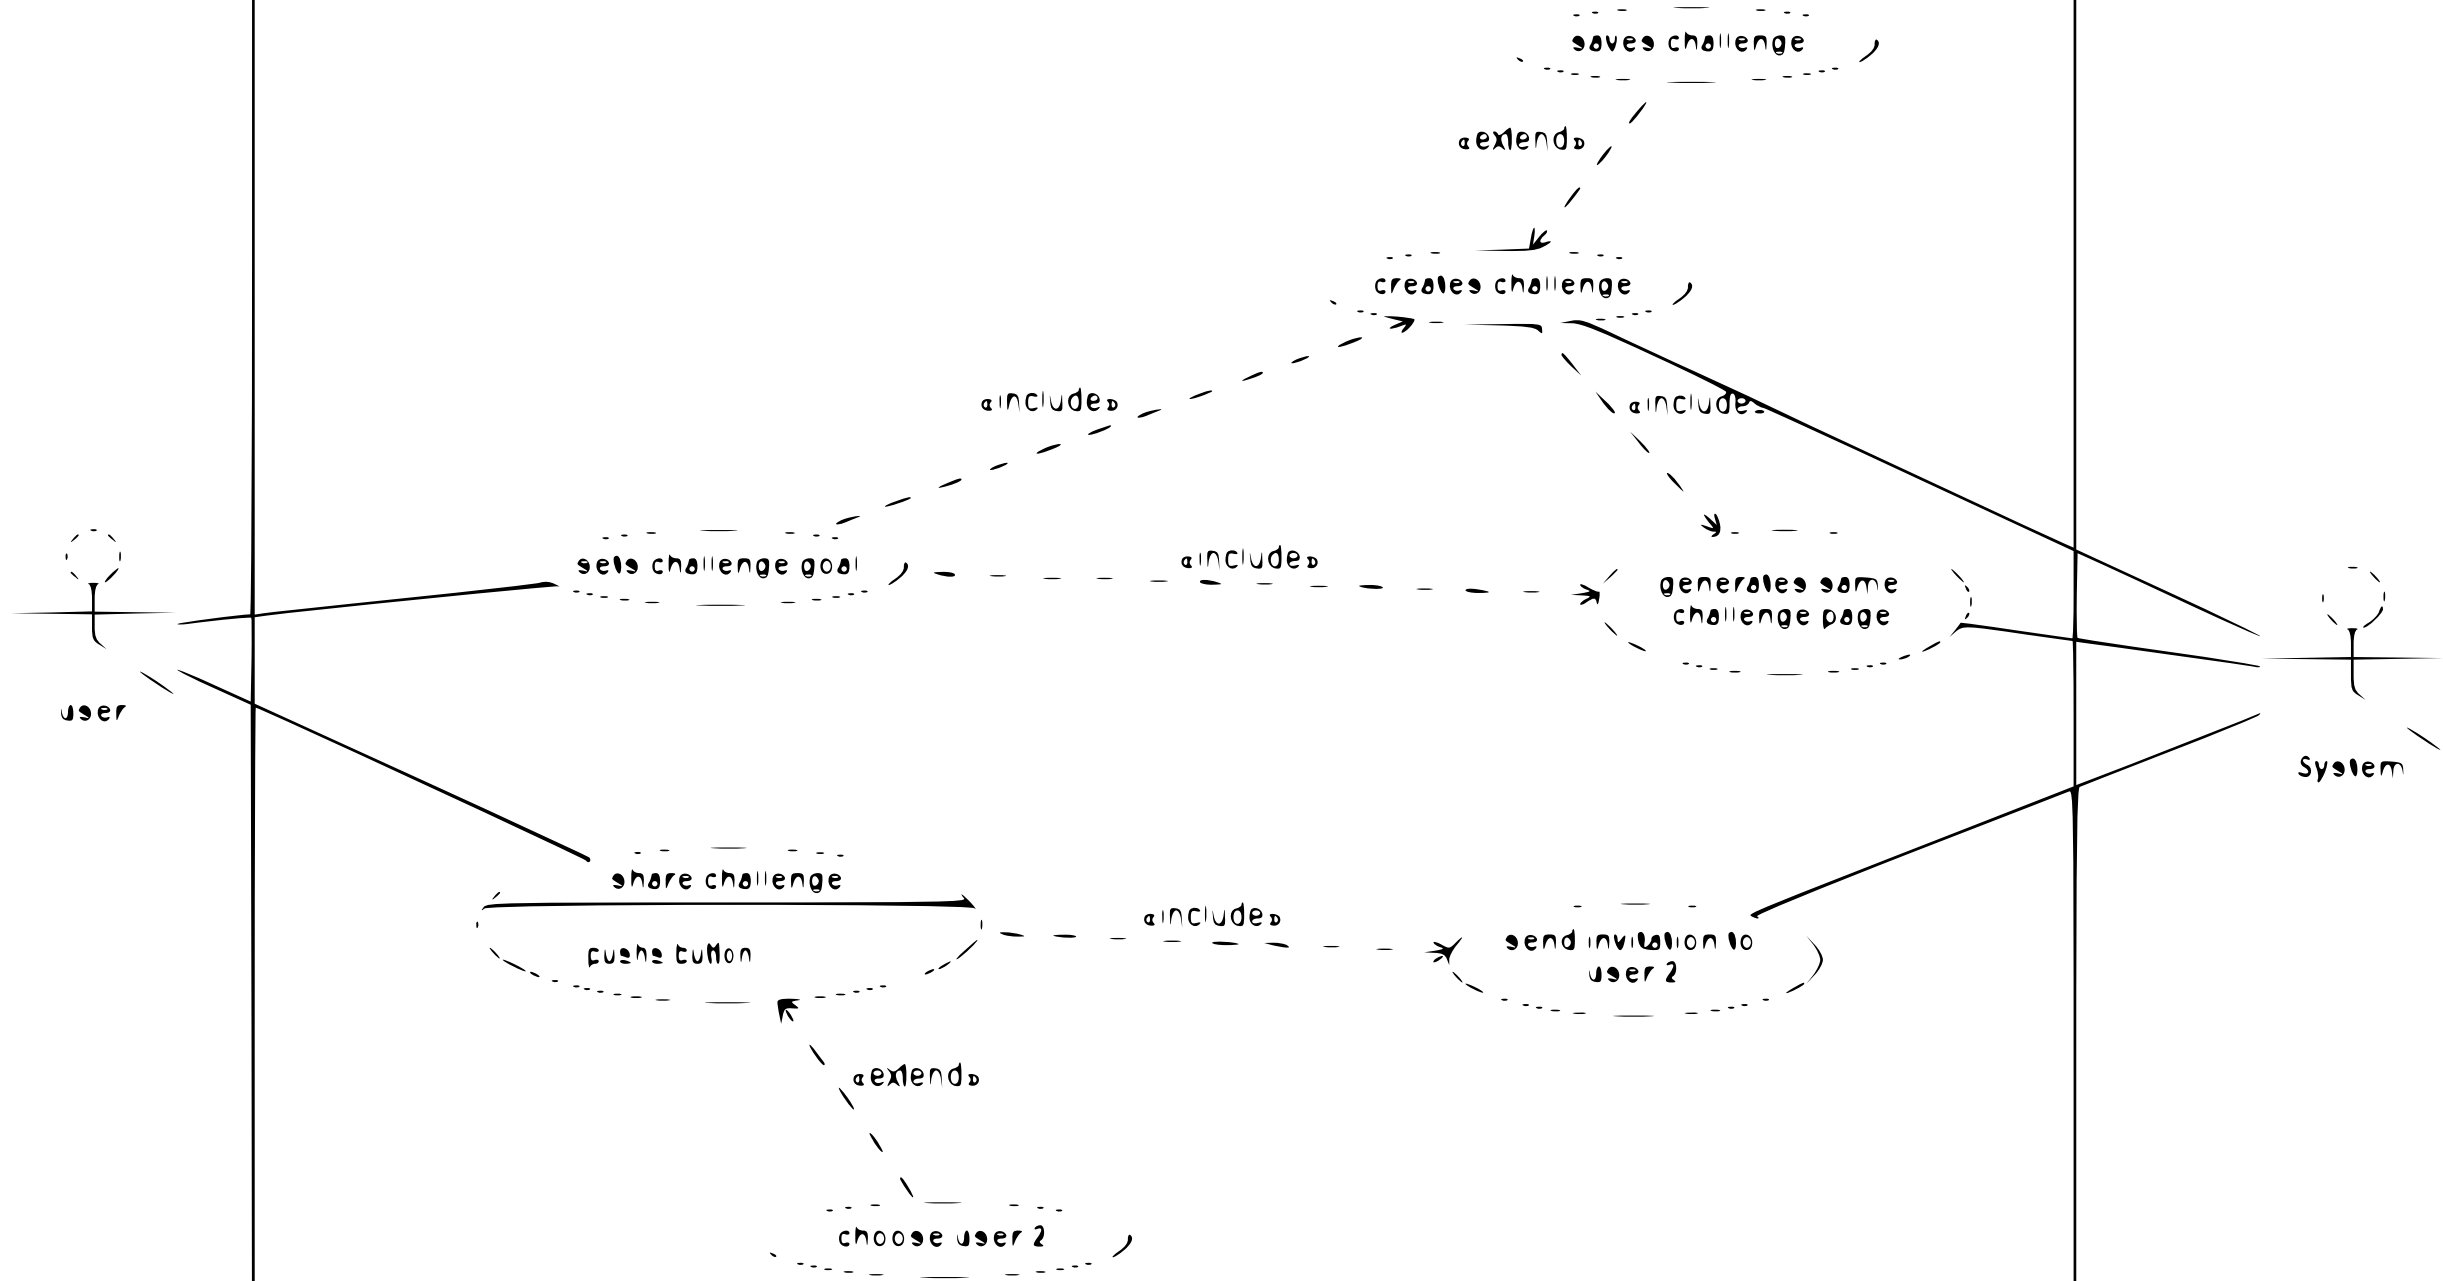 saves challenge
«extend»
creates challenge
«include»
«include»
sets challenge goal
«include»
generates same
challenge page
user
System
share challenge
pushs button
«include»
send invitation to
user 2
«extend»
choose user 2